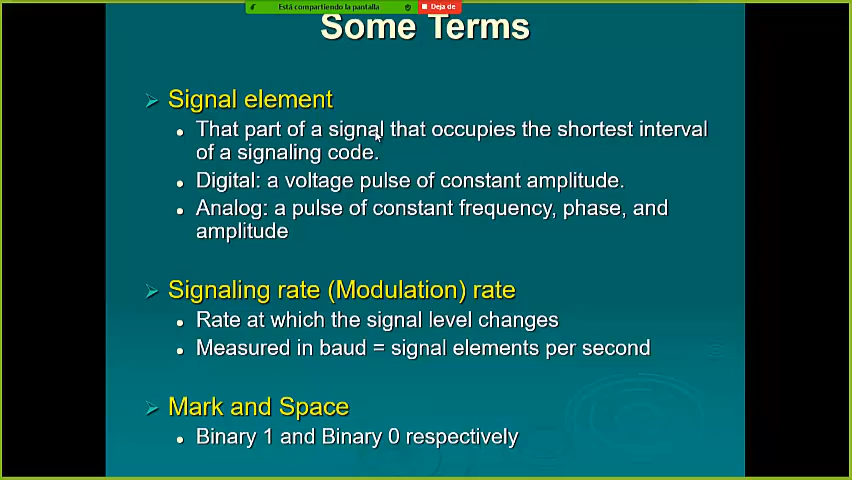 Está compartiendo la pantalla
Deja de
Some Terms
Signal element
That part of a signal that occupies the shortest interval
of a signaling code.
Digital: a voltage pulse of constant amplitude.
Analog: a pulse of constant frequency, phase, and
amplitude
Signaling rate (Modulation) rate
Rate at which the signal level changes
Measured in baud = signal elements per second
Mark and Space
Binary 1 and Binary 0 respectively